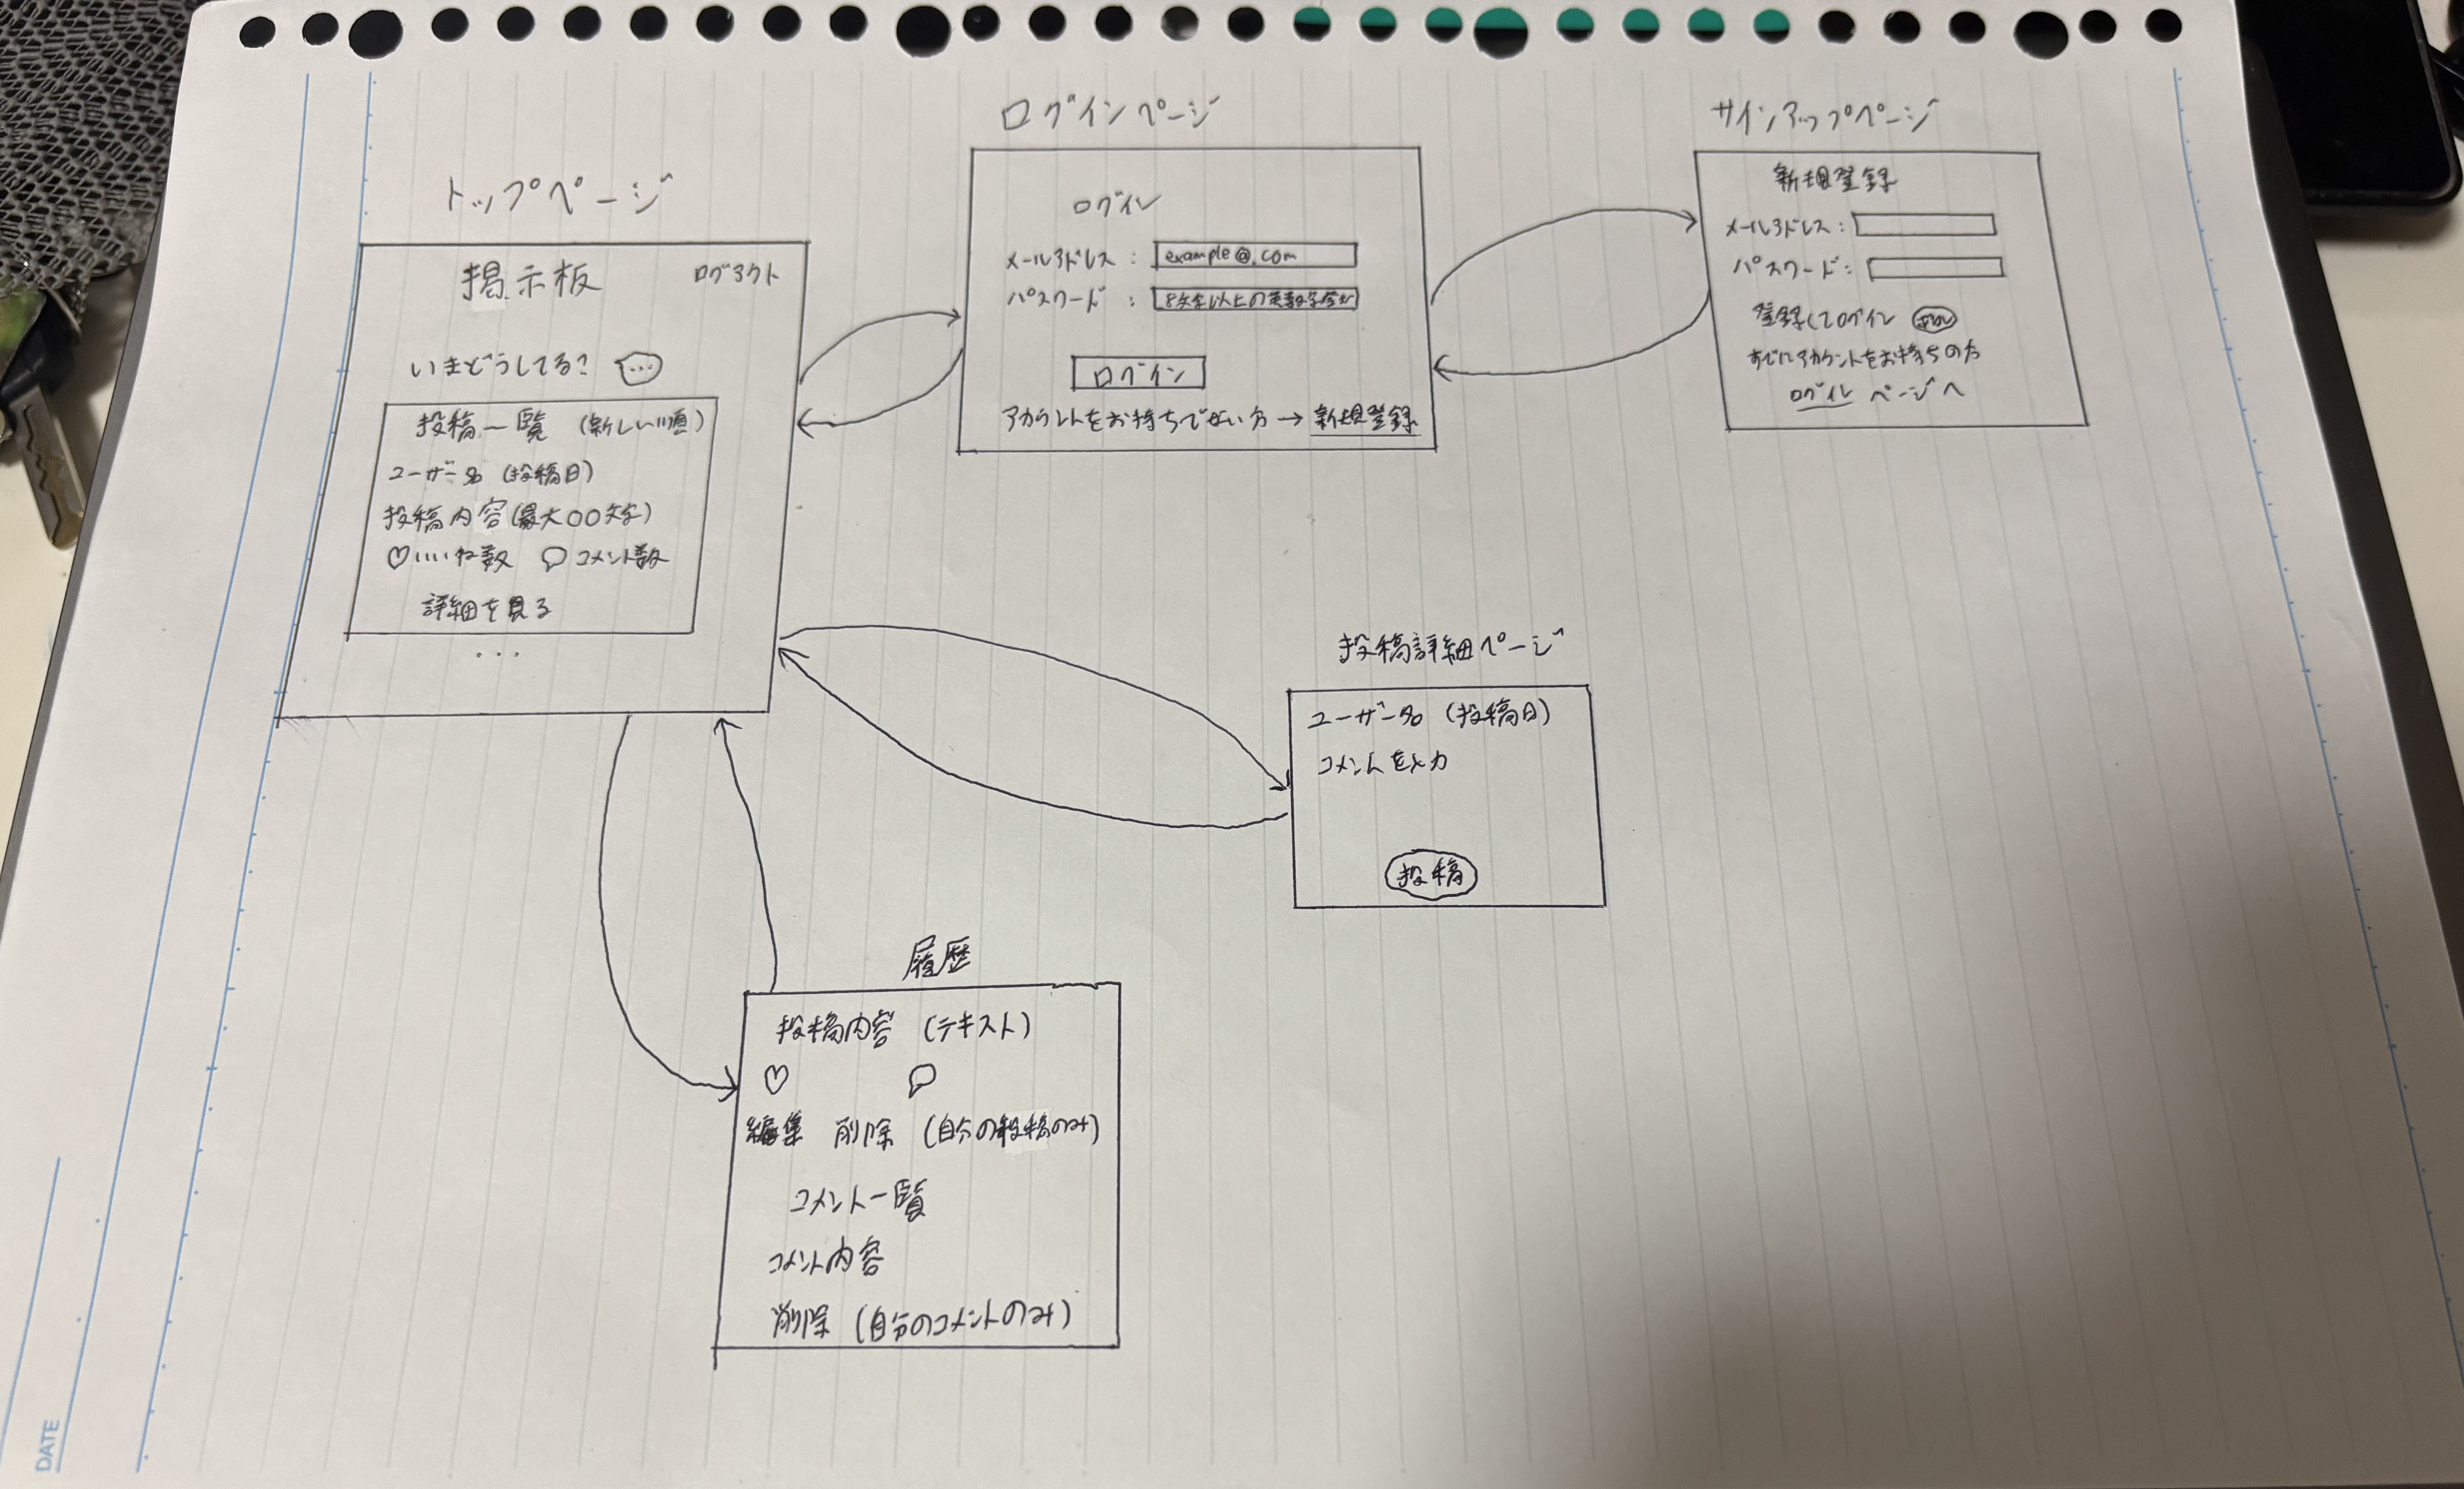 トップページ
掲示板
ログアウト
いまどうしてる?
...
投稿一覧 (新しい順)
ユーザー名 (投稿日)
投稿内容(最大○○文字)
♡いいね数 コメント数
詳細を見る
...
ログインページ
ログイン
メールアドレス : example@.com
パスワード : 8文字以上の英数字
ログイン
アカウントをお持ちでない方 → 新規登録
サインアップページ
新規登録
メールアドレス :
パスワード :
登録してログイン
すでにアカウントをお持ちの方
ログインページへ
投稿詳細ページ
ユーザー名 (投稿日)
コメントを入力
投稿
履歴
投稿内容 (テキスト)
♡
編集 削除 (自分の投稿のみ)
コメント一覧
コメント内容
削除 (自分のコメントのみ)
DATE